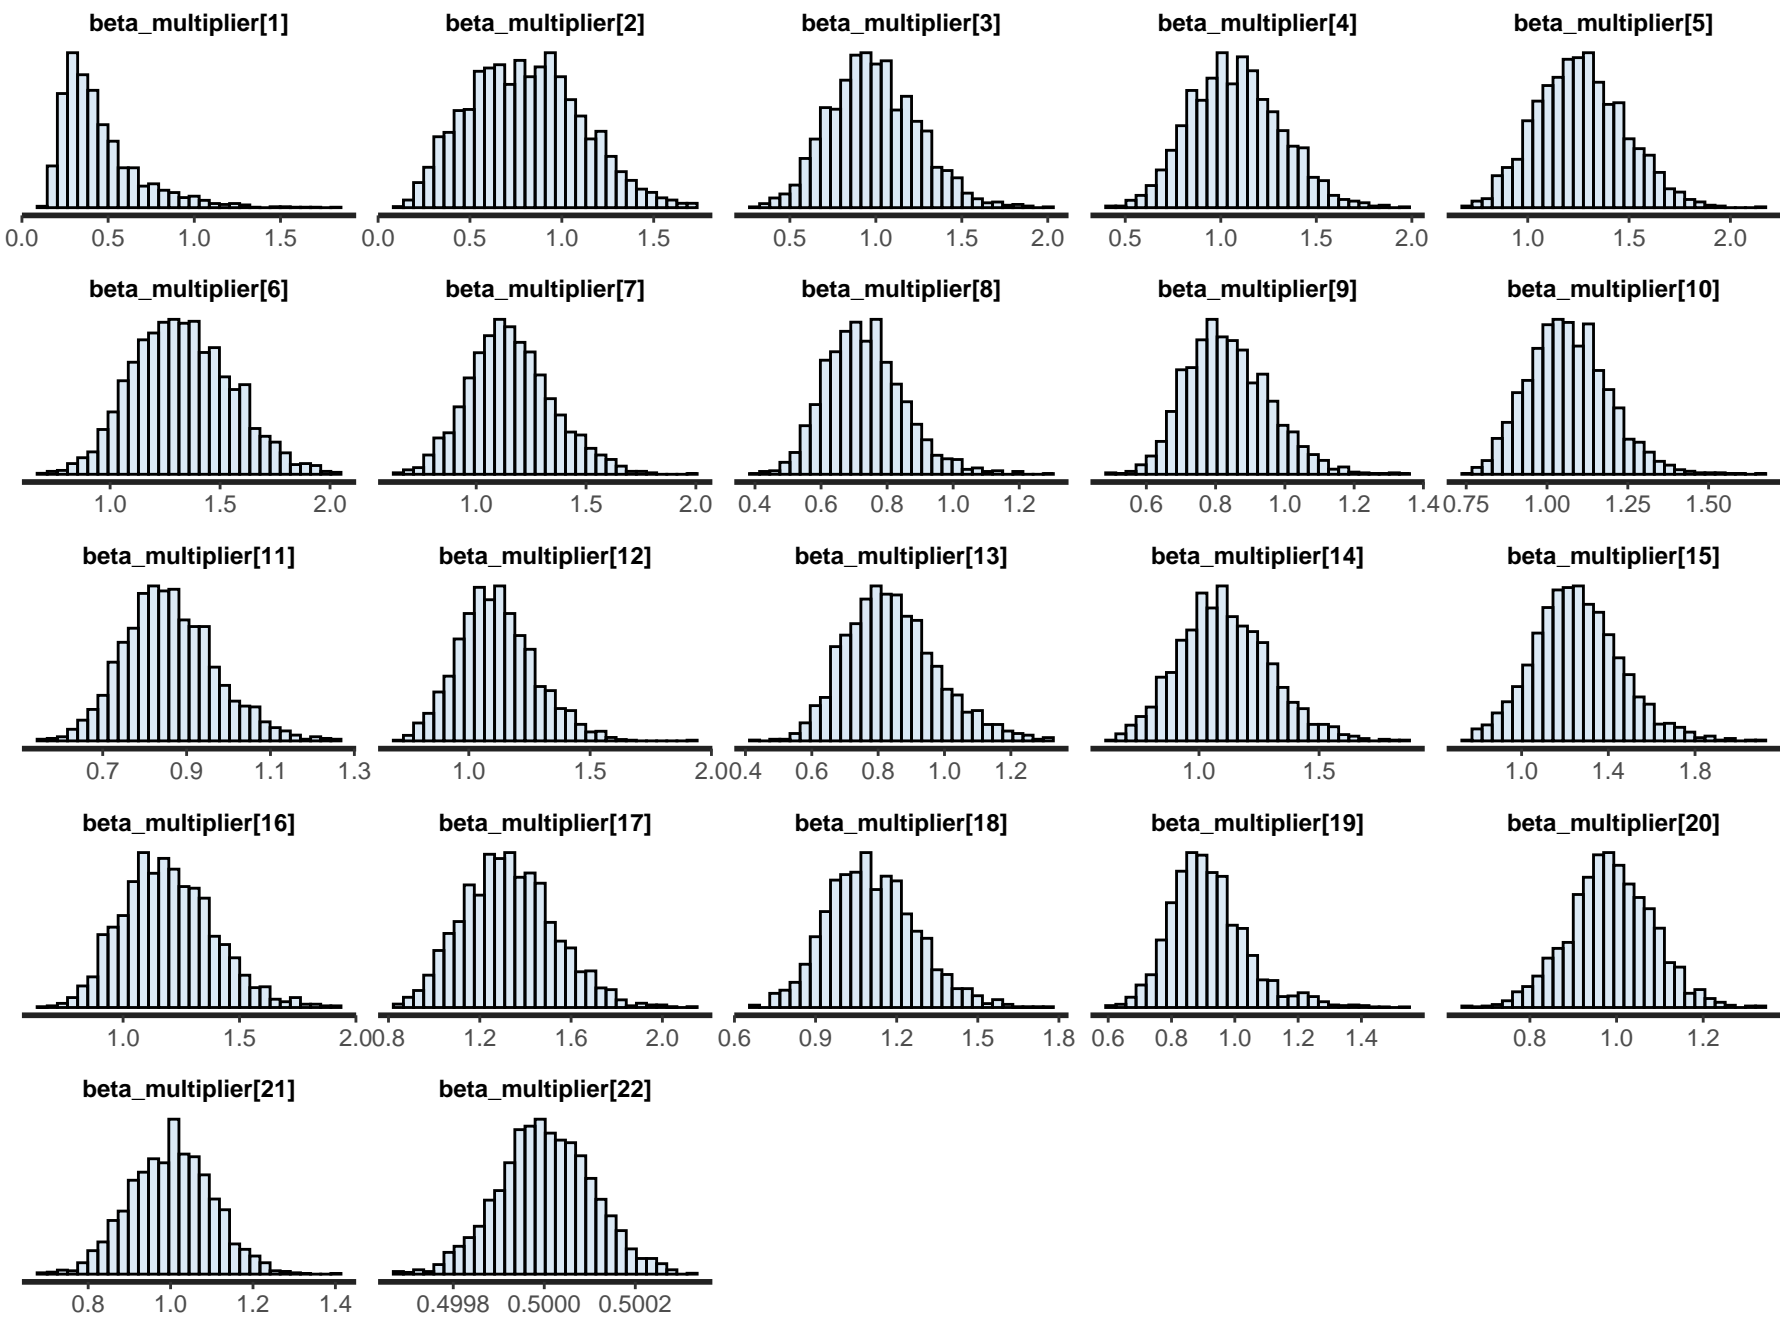 beta_multiplier[1] beta_multiplier[2] beta_multiplier[3] beta_multiplier[4] beta_multiplier[5]
0.0 0.5 1.0 1.5 0.0 0.5 1.0 1.5 0.5 1.0 1.5 2.0 0.5 1.0 1.5 2.0 1.0 1.5 2.0
beta_multiplier[6] beta_multiplier[7] beta_multiplier[8] beta_multiplier[9] beta_multiplier[10]
1.0 1.5 2.0 1.0 1.5 2.0 0.4 0.6 0.8 1.0 1.2 0.6 0.8 1.0 1.2 1.4 0.75 1.00 1.25 1.50
beta_multiplier[11] beta_multiplier[12] beta_multiplier[13] beta_multiplier[14] beta_multiplier[15]
0.7 0.9 1.1 1.3 1.0 1.5 2.0 0.4 0.6 0.8 1.0 1.2 1.0 1.5 1.0 1.4 1.8
beta_multiplier[16] beta_multiplier[17] beta_multiplier[18] beta_multiplier[19] beta_multiplier[20]
1.0 1.5 2.0 0.8 1.2 1.6 2.0 0.6 0.9 1.2 1.5 1.8 0.6 0.8 1.0 1.2 1.4 0.8 1.0 1.2
beta_multiplier[21] beta_multiplier[22]
0.8 1.0 1.2 1.4 0.4998 0.5000 0.5002